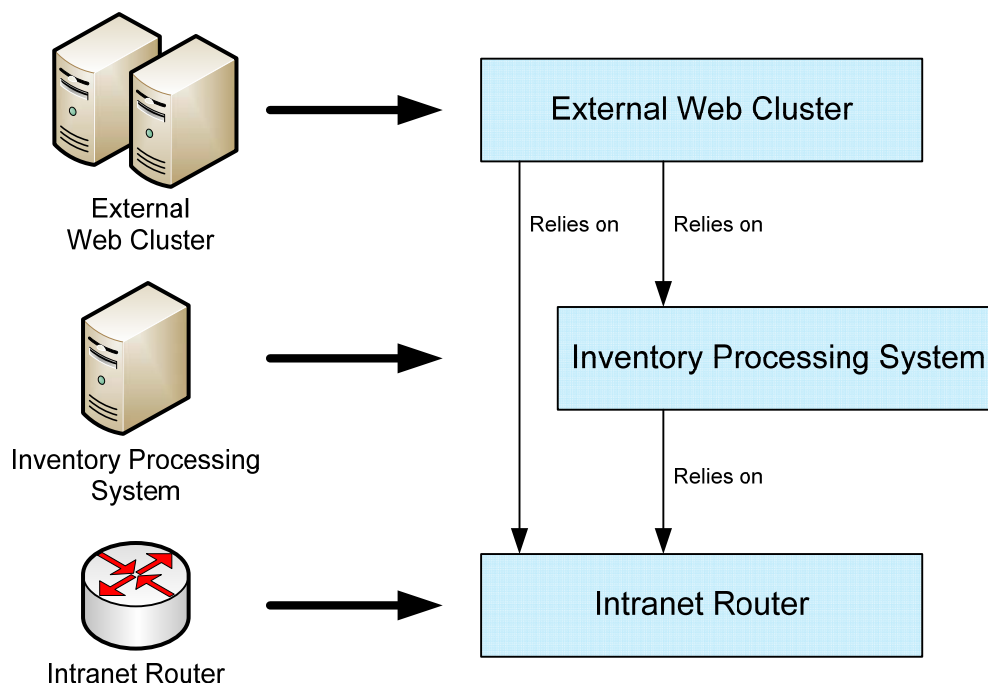 External
Web Cluster
External Web Cluster
Relies on
Relies on
Inventory Processing
System
Inventory Processing System
Relies on
Intranet Router
Intranet Router